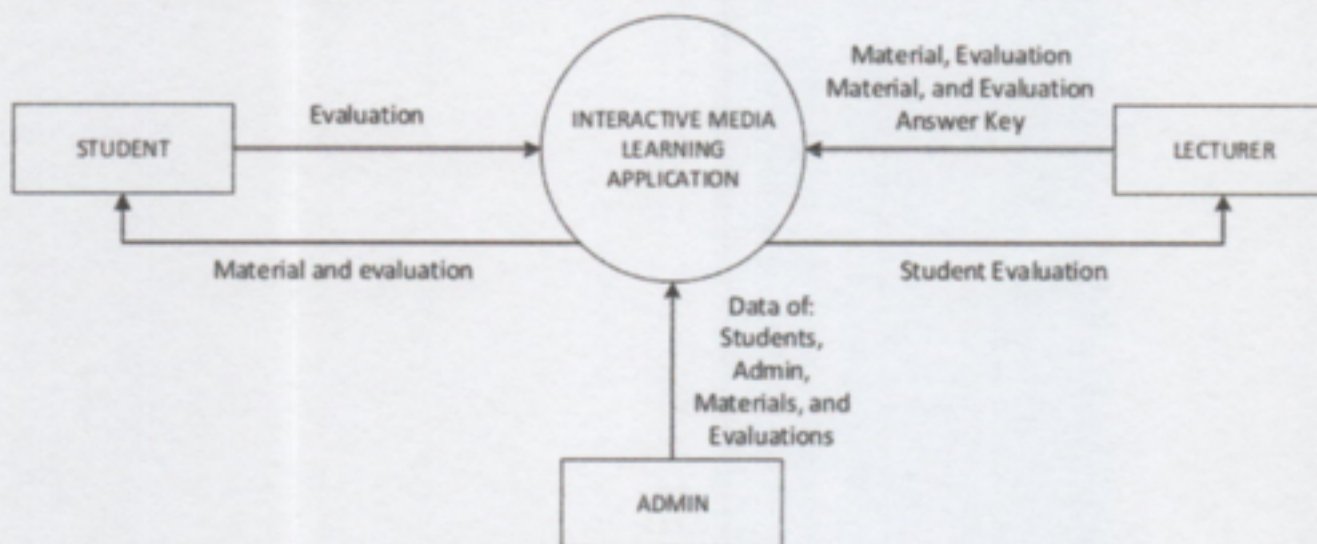 Material, Evaluation
Material, and Evaluation
Answer Key
Evaluation
STUDENT
INTERACTIVE MEDIA
LEARNING
APPLICATION
LECTURER
Material and evaluation
Student Evaluation
Data of:
Students,
Admin,
Materials, and
Evaluations
ADMIN